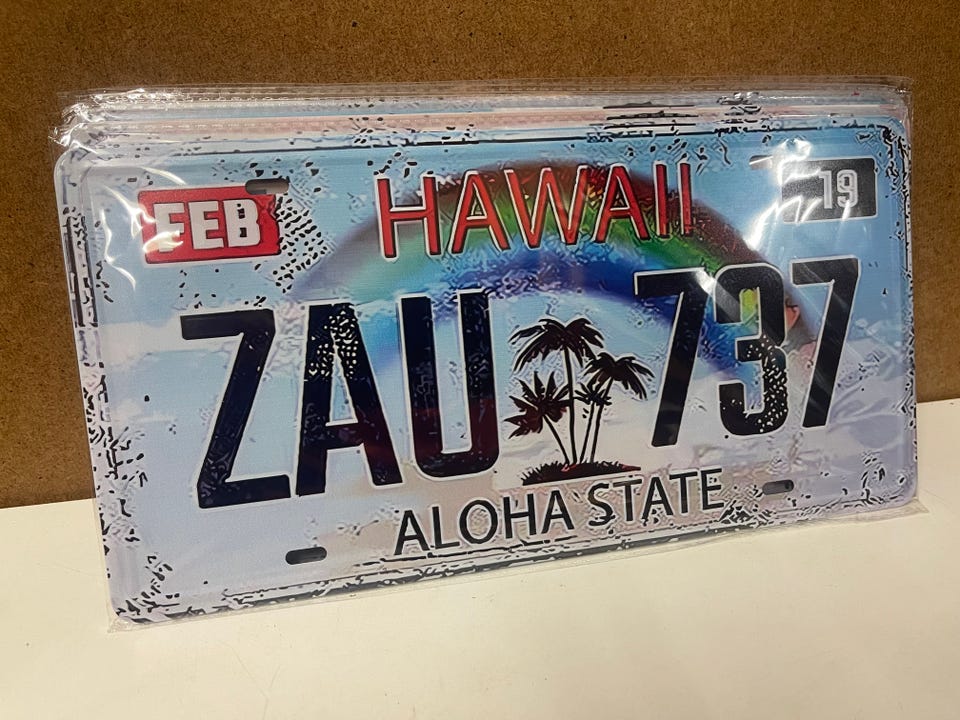 FEB HAWAII 19
ZAU 737
ALOHA STATE